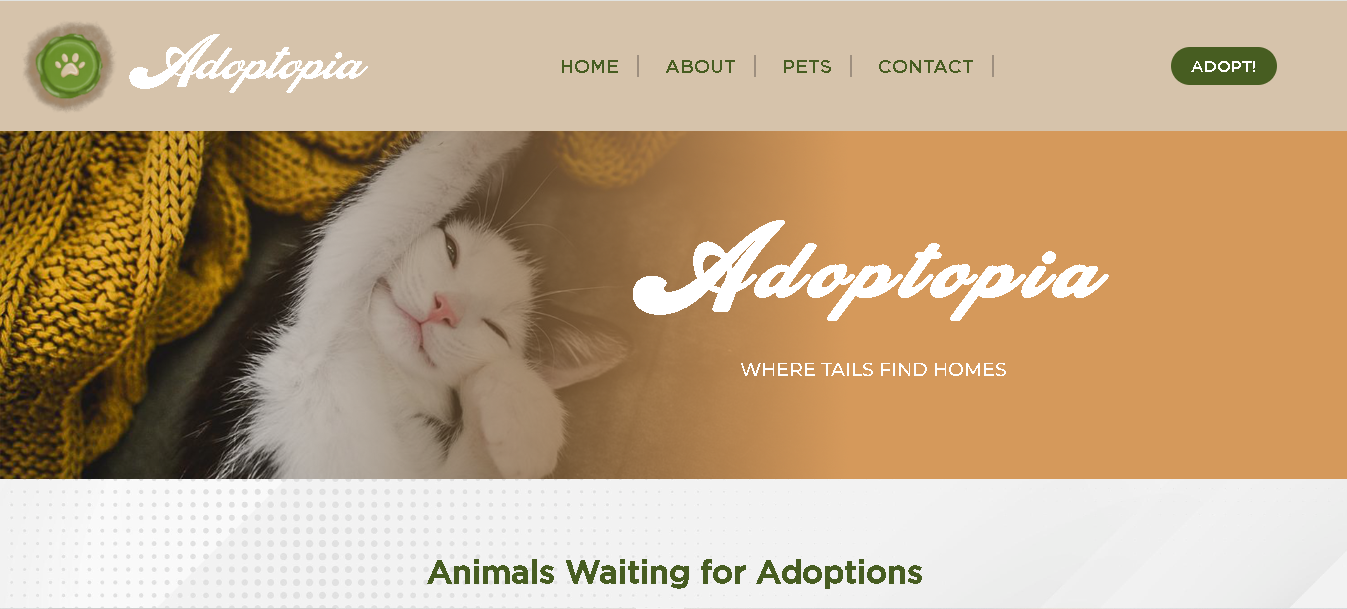 Adoptopia
HOME
ABOUT
PETS
CONTACT
ADOPT!
Adoptopia
WHERE TAILS FIND HOMES
Animals Waiting for Adoptions